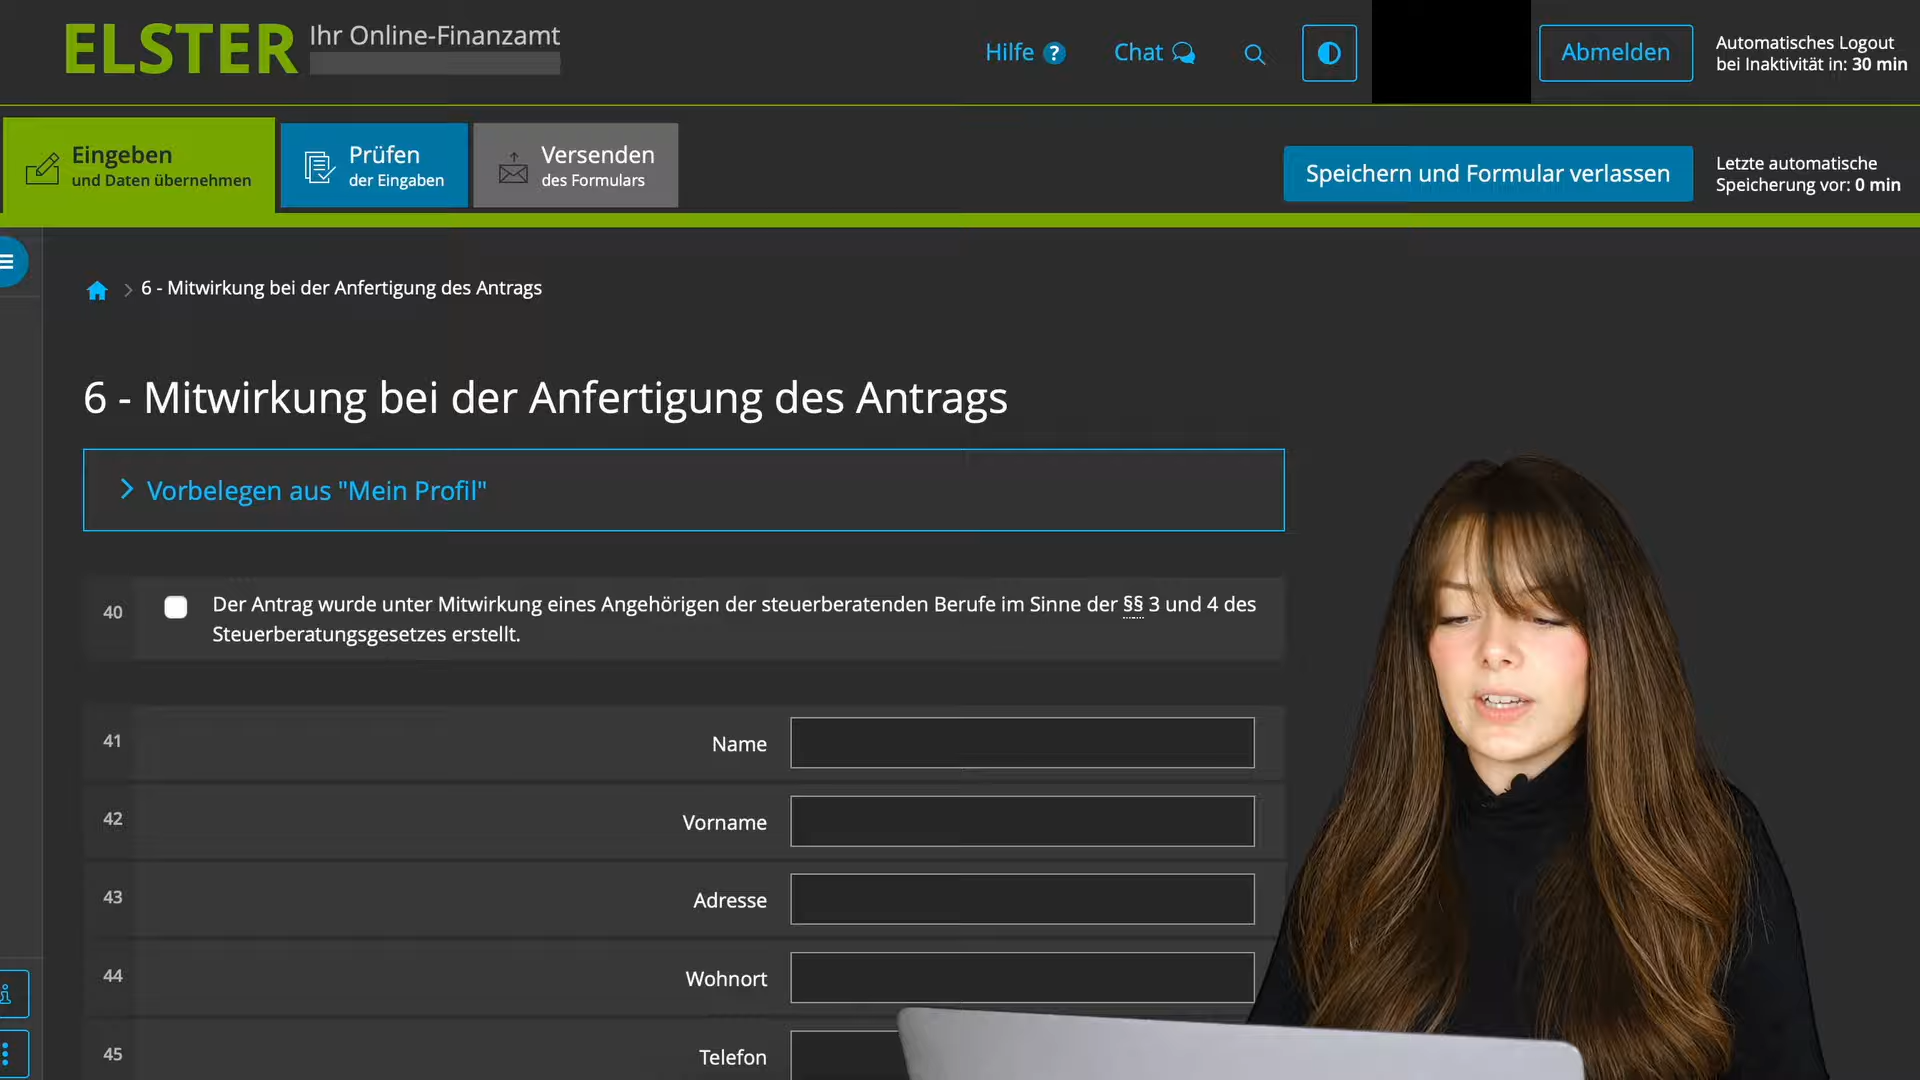 ELSTER
Ihr Online-Finanzamt
Hilfe ?
Chat
Abmelden
Automatisches Logout
bei Inaktivität in: 30 min
Eingeben
und Daten übernehmen
Prüfen
der Eingaben
Versenden
des Formulars
Speichern und Formular verlassen
Letzte automatische
Speicherung vor: 0 min
6 - Mitwirkung bei der Anfertigung des Antrags
6 - Mitwirkung bei der Anfertigung des Antrags
Vorbelegen aus "Mein Profil"
40
Der Antrag wurde unter Mitwirkung eines Angehörigen der steuerberatenden Berufe im Sinne der §§ 3 und 4 des
Steuerberatungsgesetzes erstellt.
41 Name
42 Vorname
43 Adresse
44 Wohnort
45 Telefon